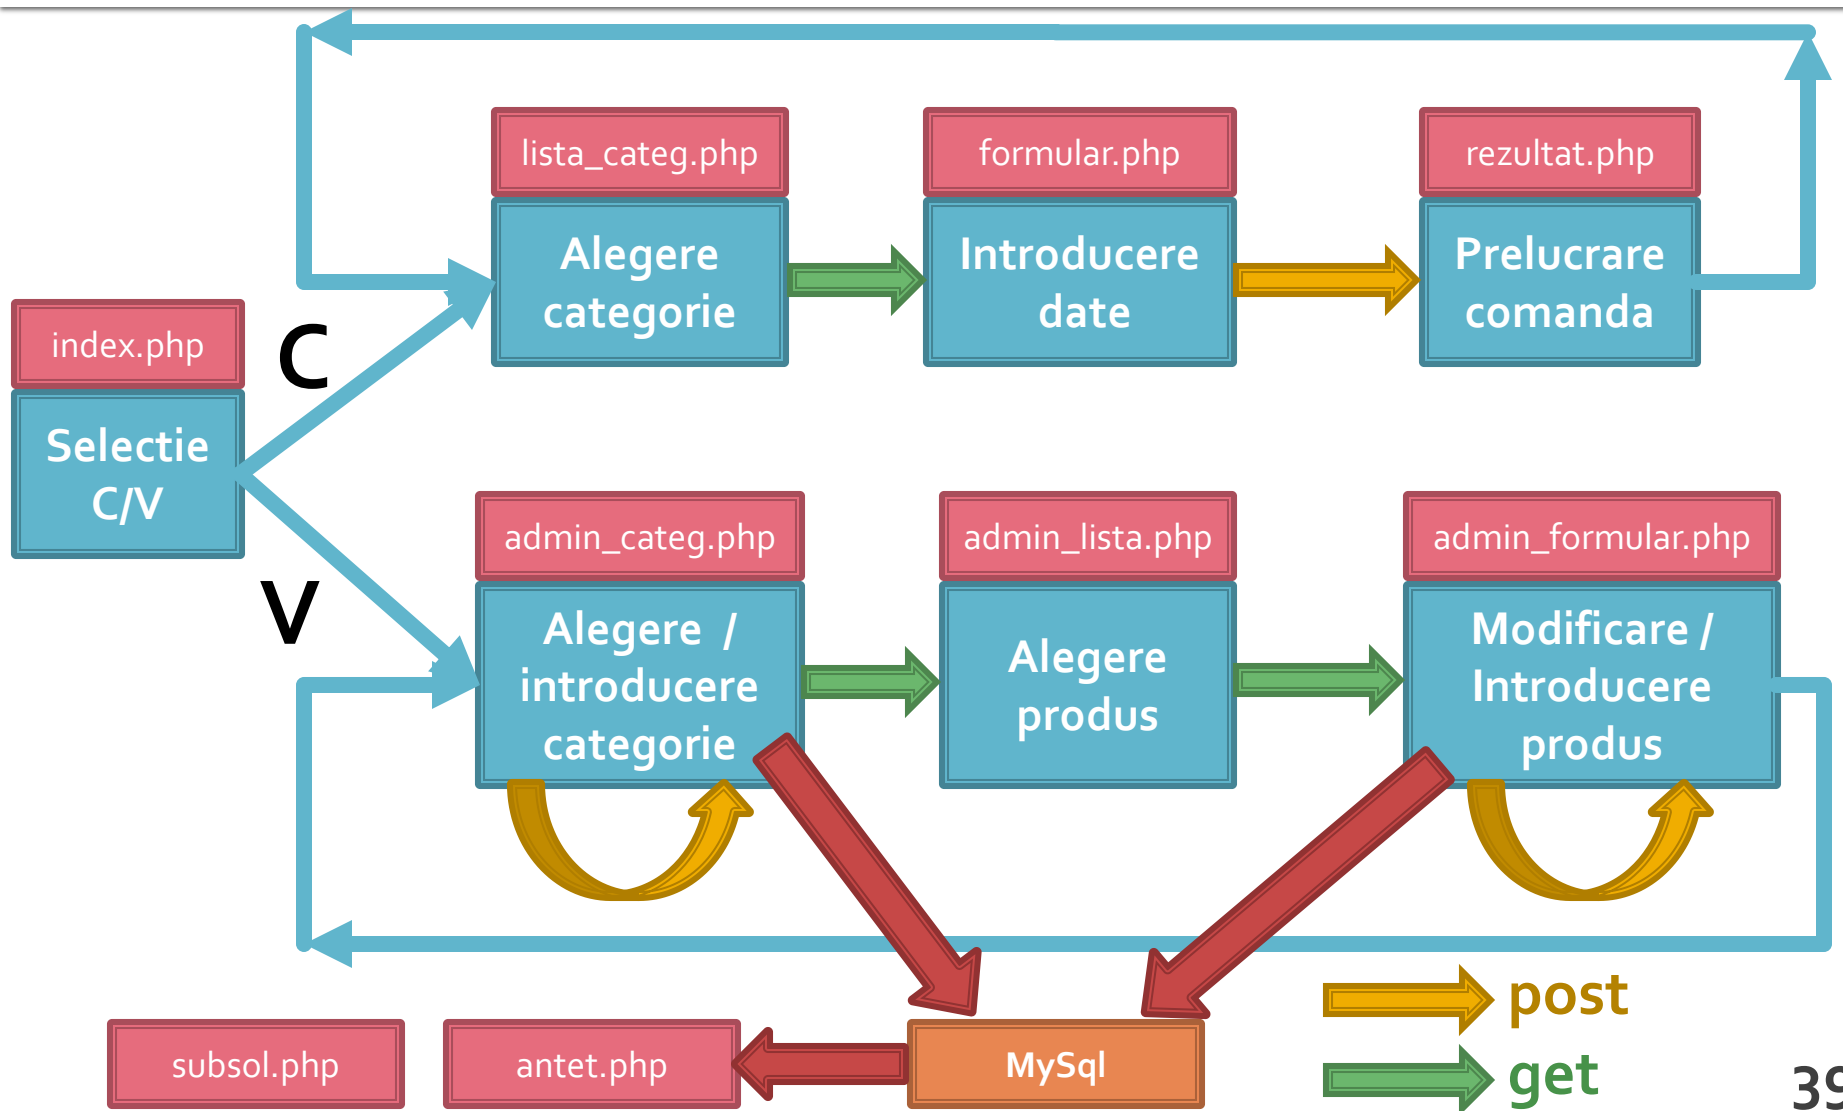 lista_categ.php
formular.php
rezultat.php
Alegere
categorie
Introducere
date
Prelucrare
comanda
index.php
C
Selectie
C/V
V
admin_categ.php
admin_lista.php
admin_formular.php
Alegere /
introducere
categorie
Alegere
produs
Modificare /
Introducere
produs
post
subsol.php
antet.php
MySql
get
39